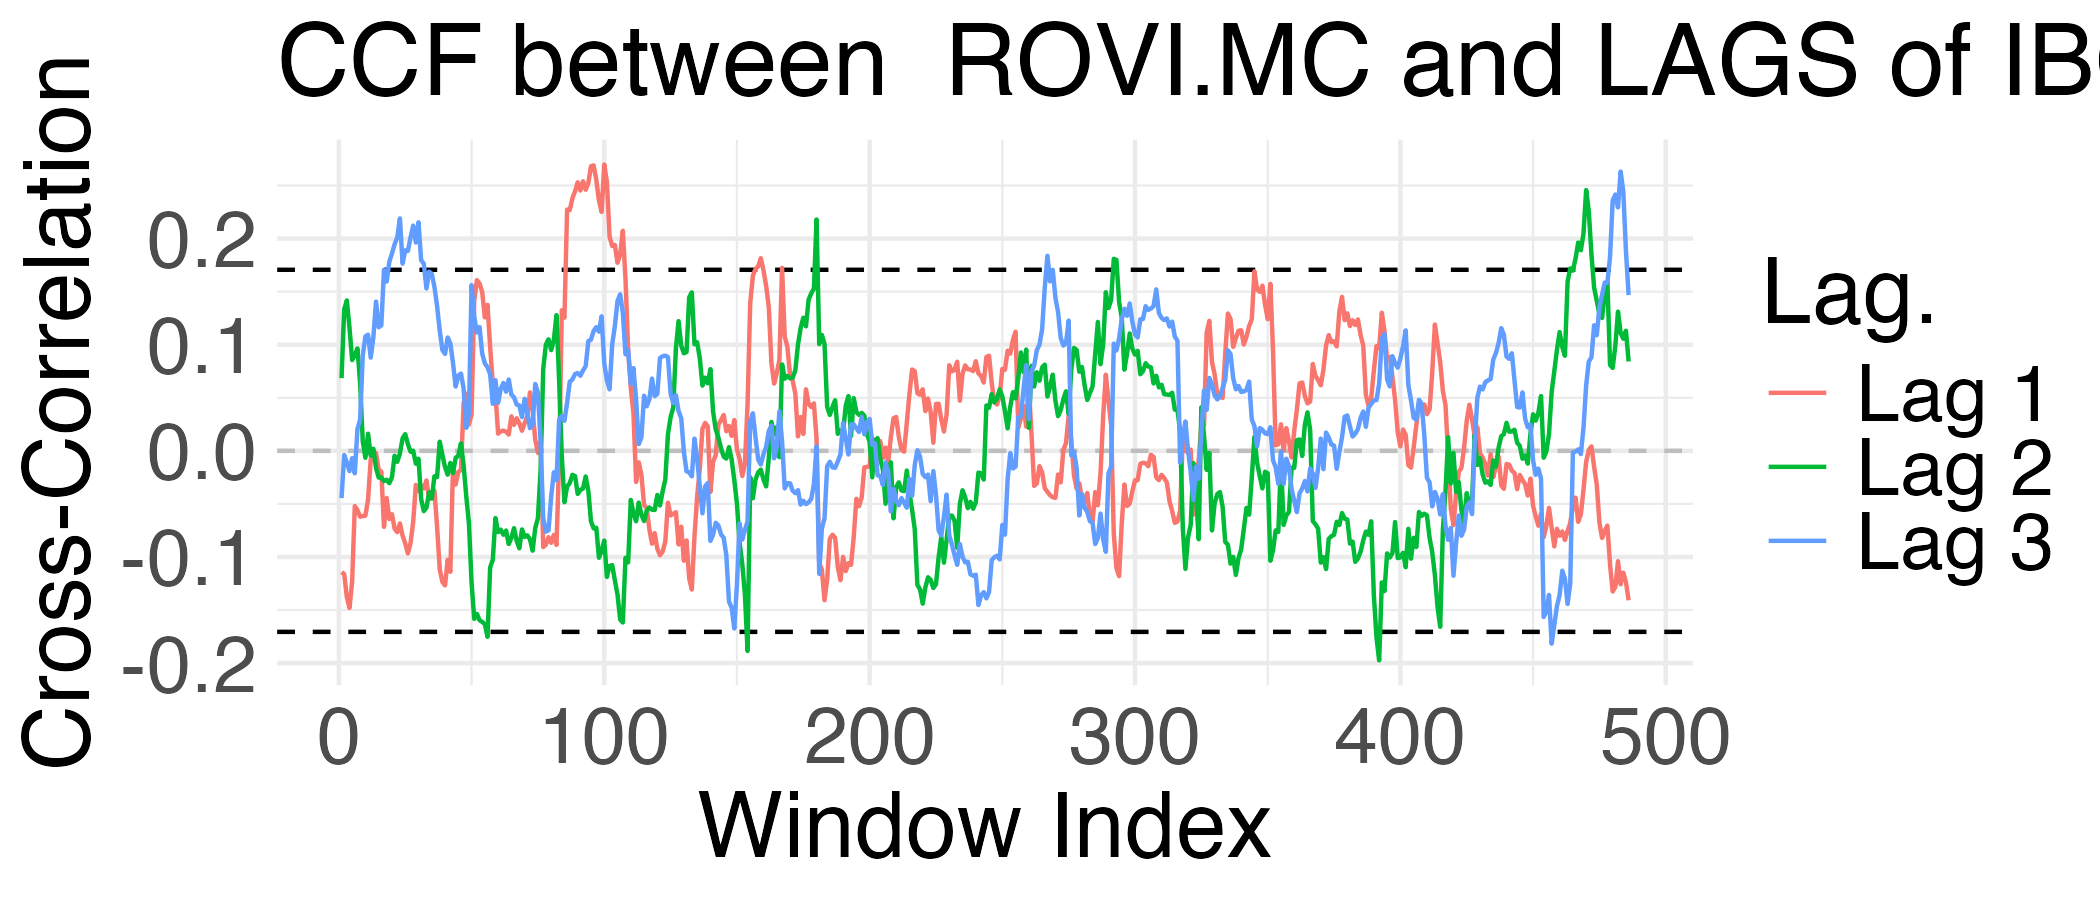 CCF between ROVI.MC and LAGS of IB
Cross-Correlation
0.2
0.1
0.0
-0.1
-0.2
0 100 200 300 400 500
Window Index
Lag.
Lag 1
Lag 2
Lag 3